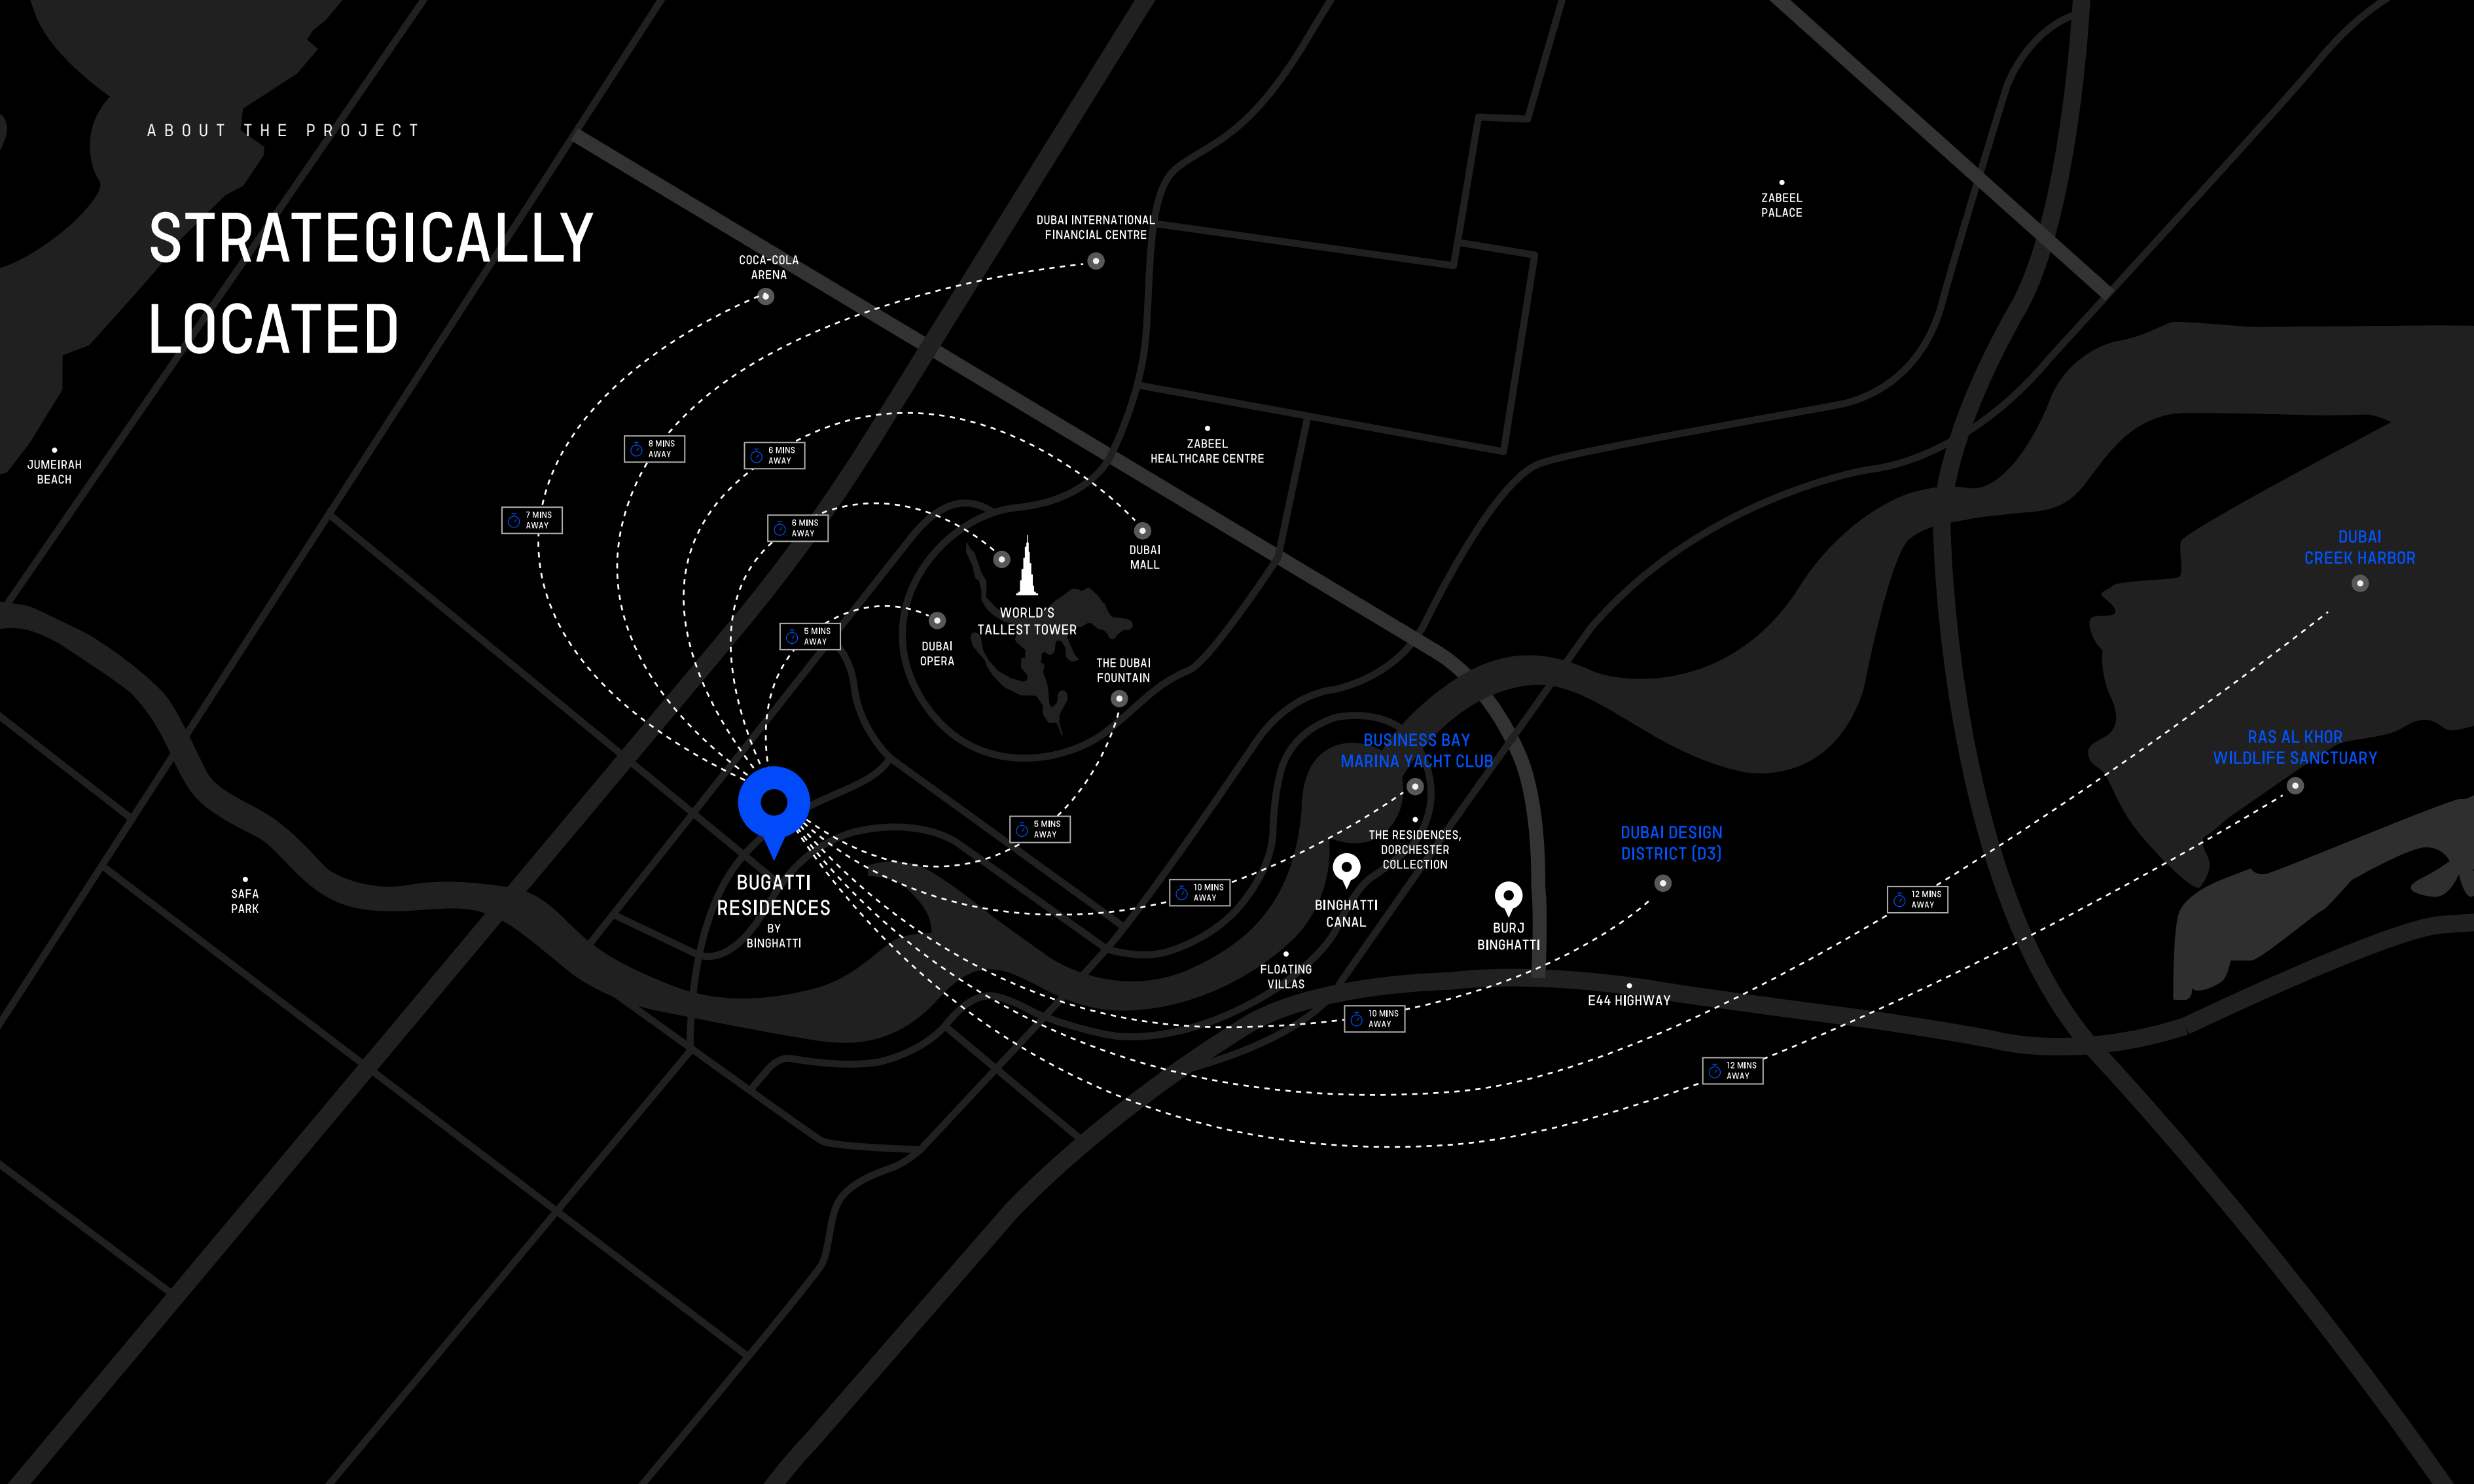 ABOUT THE PROJECT
STRATEGICALLY
LOCATED
DUBAI INTERNATIONAL
FINANCIAL CENTRE
COCA-COLA
ARENA
ZABEEL
PALACE
JUMEIRAH
BEACH
8 MINS
AWAY
6 MINS
AWAY
ZABEEL
HEALTHCARE CENTRE
7 MINS
AWAY
6 MINS
AWAY
DUBAI
MALL
DUBAI
CREEK HARBOR
WORLD'S
TALLEST TOWER
5 MINS
AWAY
DUBAI
OPERA
THE DUBAI
FOUNTAIN
BUSINESS BAY
MARINA YACHT CLUB
RAS AL KHOR
WILDLIFE SANCTUARY
5 MINS
AWAY
THE RESIDENCES,
DORCHESTER
COLLECTION
DUBAI DESIGN
DISTRICT (D3)
BUGATTI
RESIDENCES
BY
BINGHATTI
SAFA
PARK
10 MINS
AWAY
BINGHATTI
CANAL
BURJ
BINGHATTI
12 MINS
AWAY
FLOATING
VILLAS
E44 HIGHWAY
10 MINS
AWAY
12 MINS
AWAY